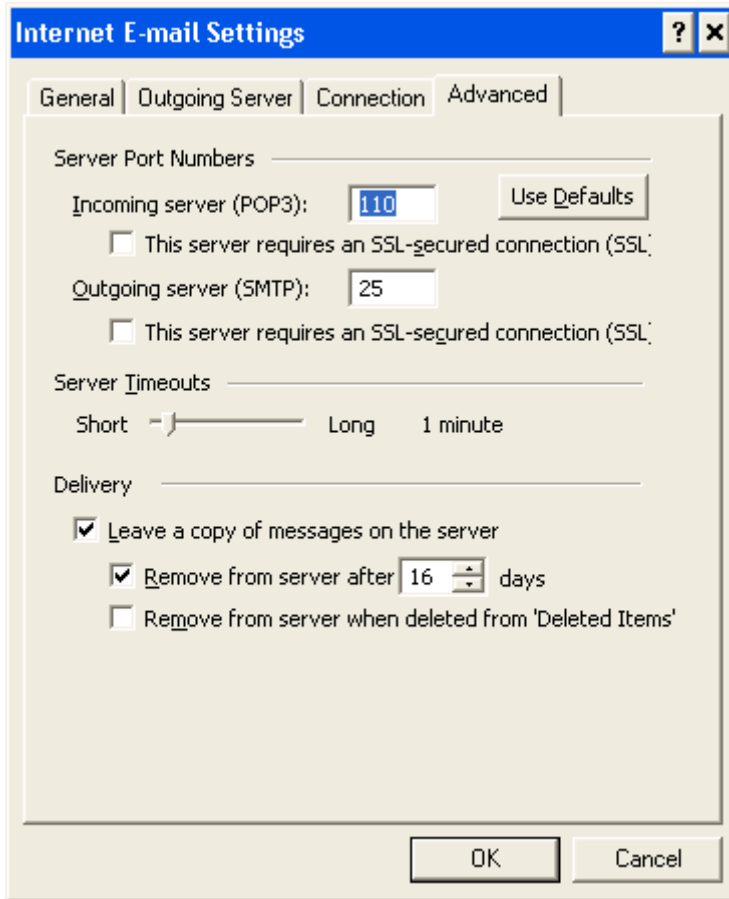 Internet E-mail Settings ? ×
General Outgoing Server Connection Advanced
Server Port Numbers
Incoming server (POP3): 110 Use Defaults
This server requires an SSL-secured connection (SSL)
Outgoing server (SMTP): 25
This server requires an SSL-secured connection (SSL)
Server Timeouts
Short Long 1 minute
Delivery
Leave a copy of messages on the server
Remove from server after 16 days
Remove from server when deleted from 'Deleted Items'
OK Cancel